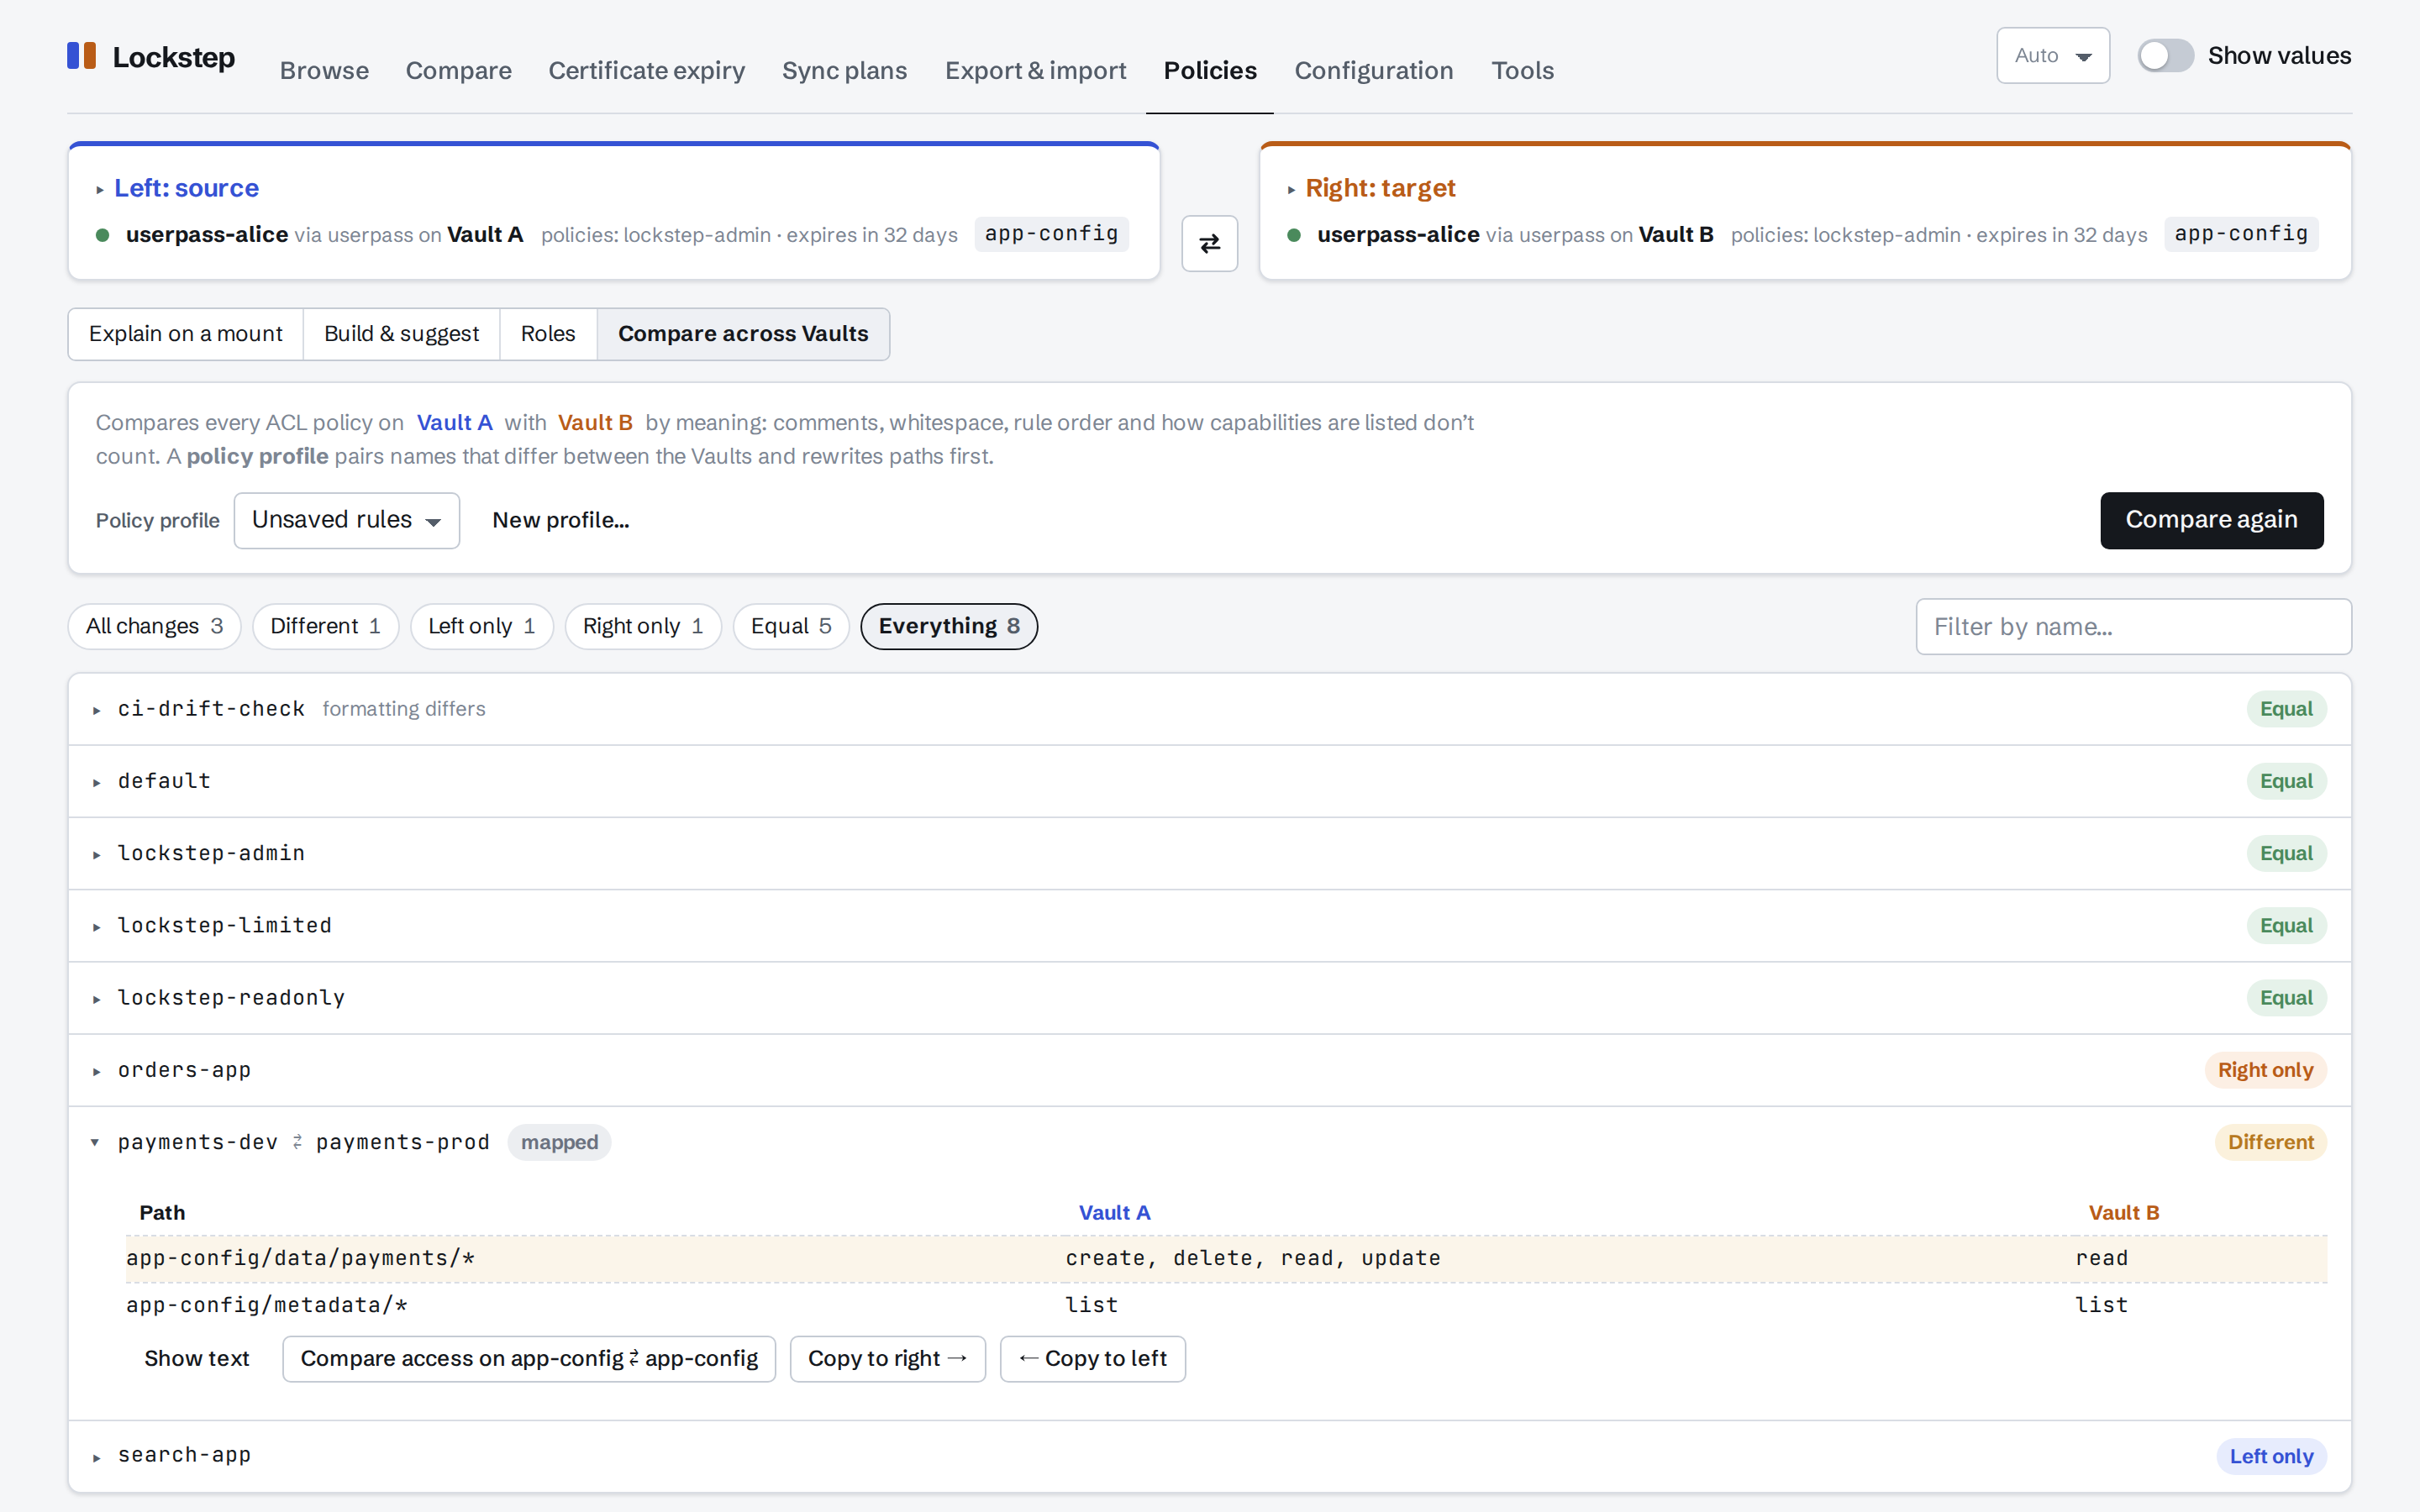 Lockstep Browse Compare Certificate expiry Sync plans Export & import Policies Configuration Tools Auto Show values
Left: source
userpass-alice via userpass on Vault A policies: lockstep-admin · expires in 32 days app-config
⇄
Right: target
userpass-alice via userpass on Vault B policies: lockstep-admin · expires in 32 days app-config
Explain on a mount Build & suggest Roles Compare across Vaults
Compares every ACL policy on Vault A with Vault B by meaning: comments, whitespace, rule order and how capabilities are listed don’t
count. A policy profile pairs names that differ between the Vaults and rewrites paths first.
Policy profile Unsaved rules New profile… Compare again
All changes 3 Different 1 Left only 1 Right only 1 Equal 5 Everything 8 Filter by name…
ci-drift-check formatting differs Equal
default Equal
lockstep-admin Equal
lockstep-limited Equal
lockstep-readonly Equal
orders-app Right only
payments-dev ⇄ payments-prod mapped Different
Path Vault A Vault B
app-config/data/payments/* create, delete, read, update read
app-config/metadata/* list list
Show text Compare access on app-config ⇄ app-config Copy to right → ← Copy to left
search-app Left only